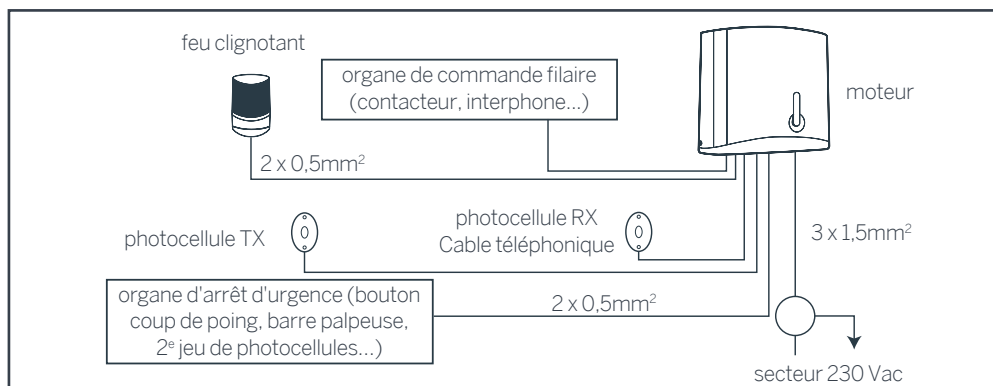 feu clignotant
organe de commande filaire
(contacteur, interphone...)
moteur
2 x 0,5mm²
photocellule TX
photocellule RX
Cable téléphonique
3 x 1,5mm²
organe d'arrêt d'urgence (bouton
coup de poing, barre palpeuse,
2ᵉ jeu de photocellules...)
2 x 0,5mm²
secteur 230 Vac